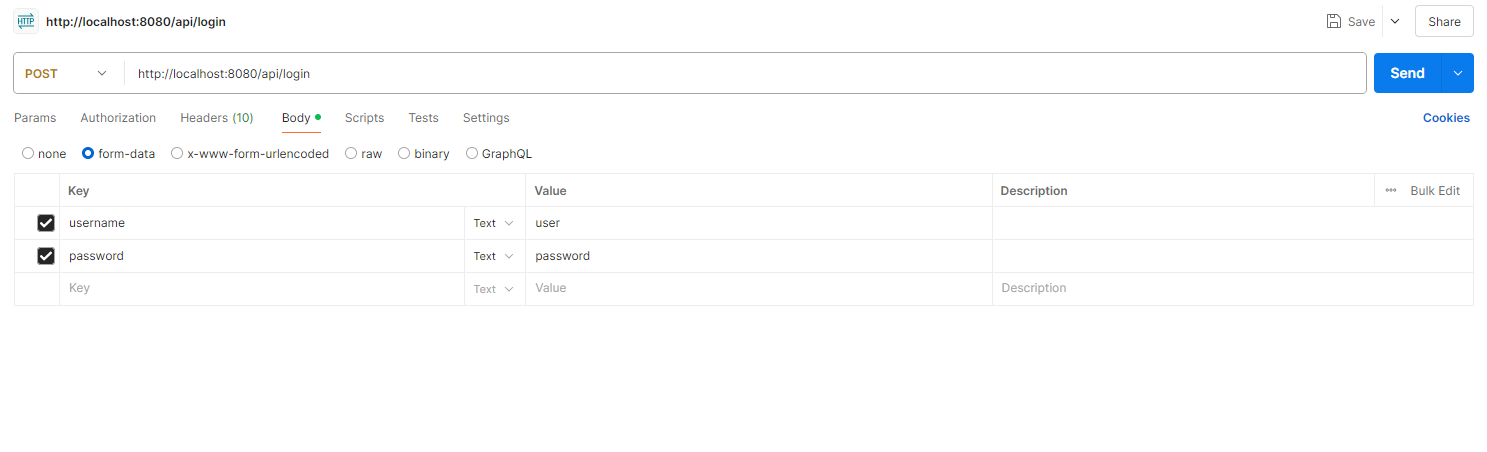 HTTP http://localhost:8080/api/login Save Share
POST http://localhost:8080/api/login Send
Params Authorization Headers (10) Body Scripts Tests Settings Cookies
none form-data x-www-form-urlencoded raw binary GraphQL
Key Value Description Bulk Edit
username Text user
password Text password
Key Text Value Description